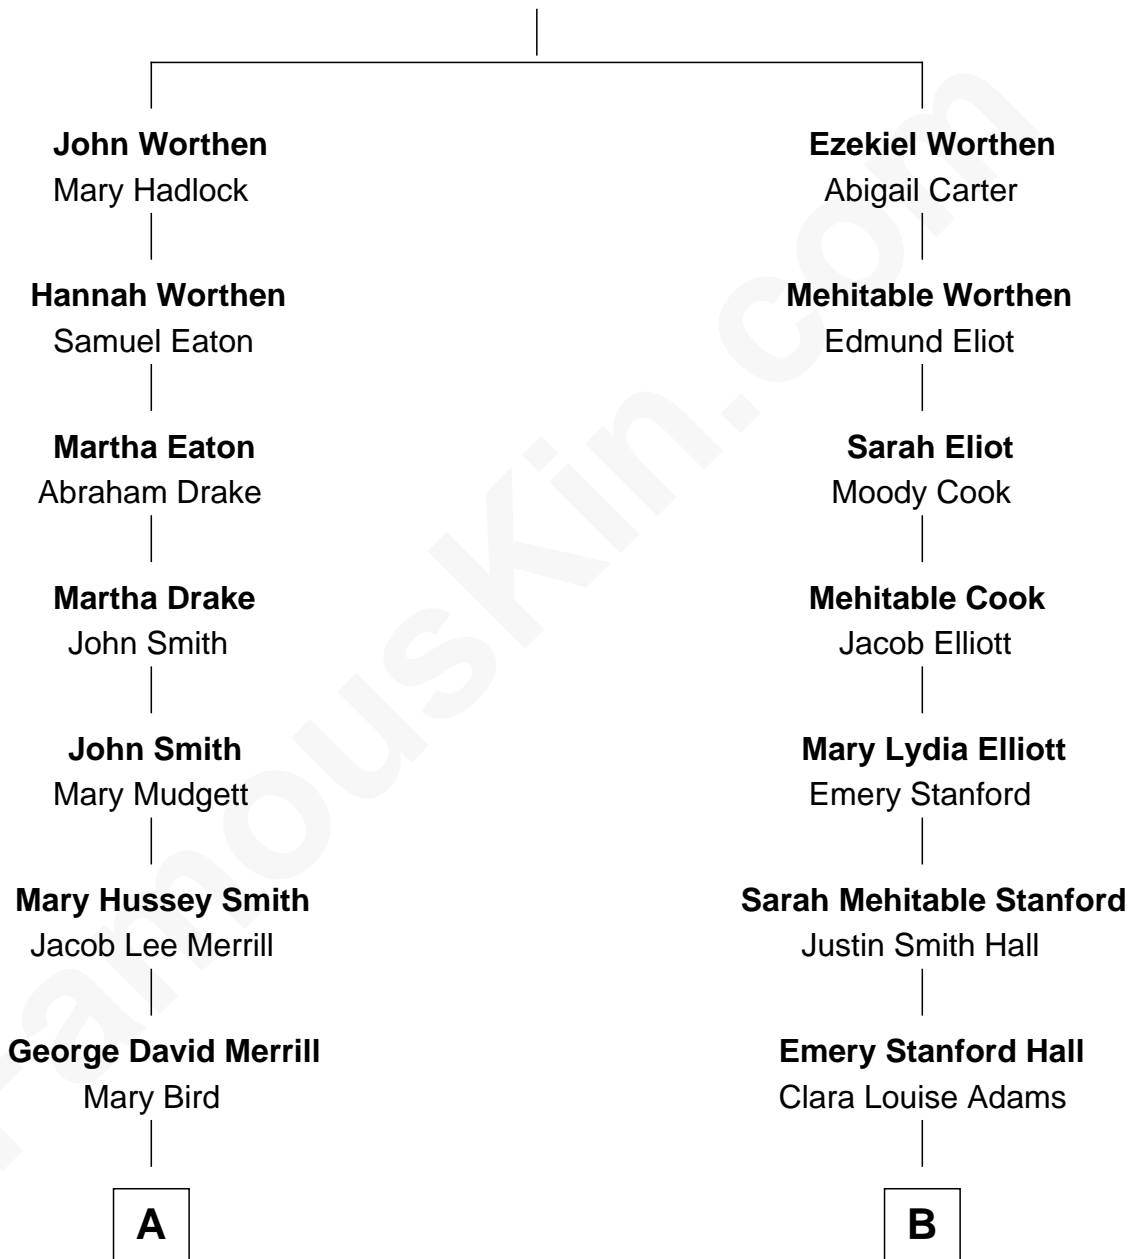 John Worthen
Mary Hadlock
Hannah Worthen
Samuel Eaton
Martha Eaton
Abraham Drake
Martha Drake
John Smith
John Smith
Mary Mudgett
Mary Hussey Smith
Jacob Lee Merrill
George David Merrill
Mary Bird
A
Ezekiel Worthen
Abigail Carter
Mehitable Worthen
Edmund Eliot
Sarah Eliot
Moody Cook
Mehitable Cook
Jacob Elliott
Mary Lydia Elliott
Emery Stanford
Sarah Mehitable Stanford
Justin Smith Hall
Emery Stanford Hall
Clara Louise Adams
B
FamousKin.com